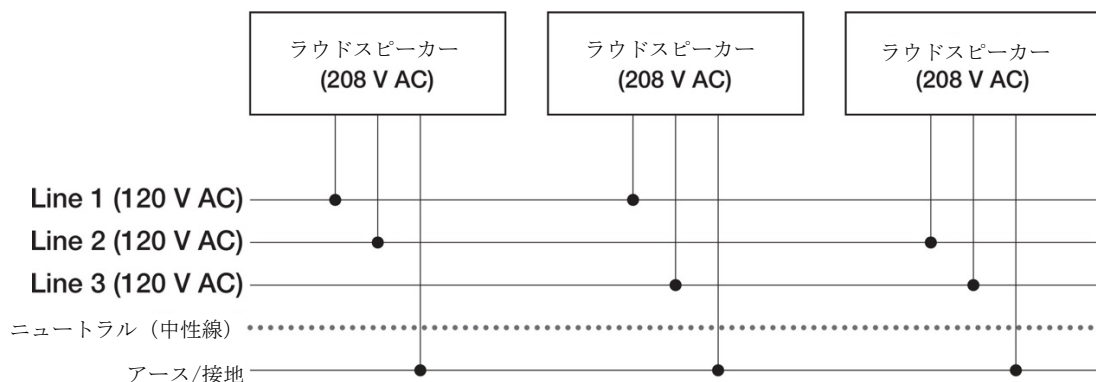 ラウドスピーカー
(208 V AC)
ラウドスピーカー
(208 V AC)
ラウドスピーカー
(208 V AC)
Line 1 (120 V AC)
Line 2 (120 V AC)
Line 3 (120 V AC)
ニュートラル（中性線）
アース/接地